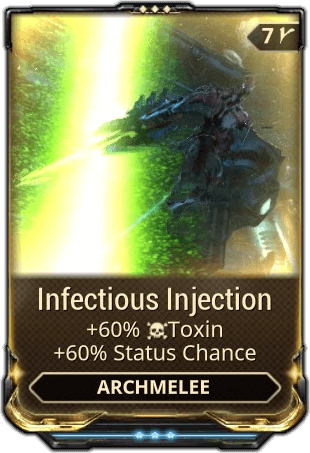 7
Infectious Injection
+60% Toxin
+60% Status Chance
ARCHMELEE